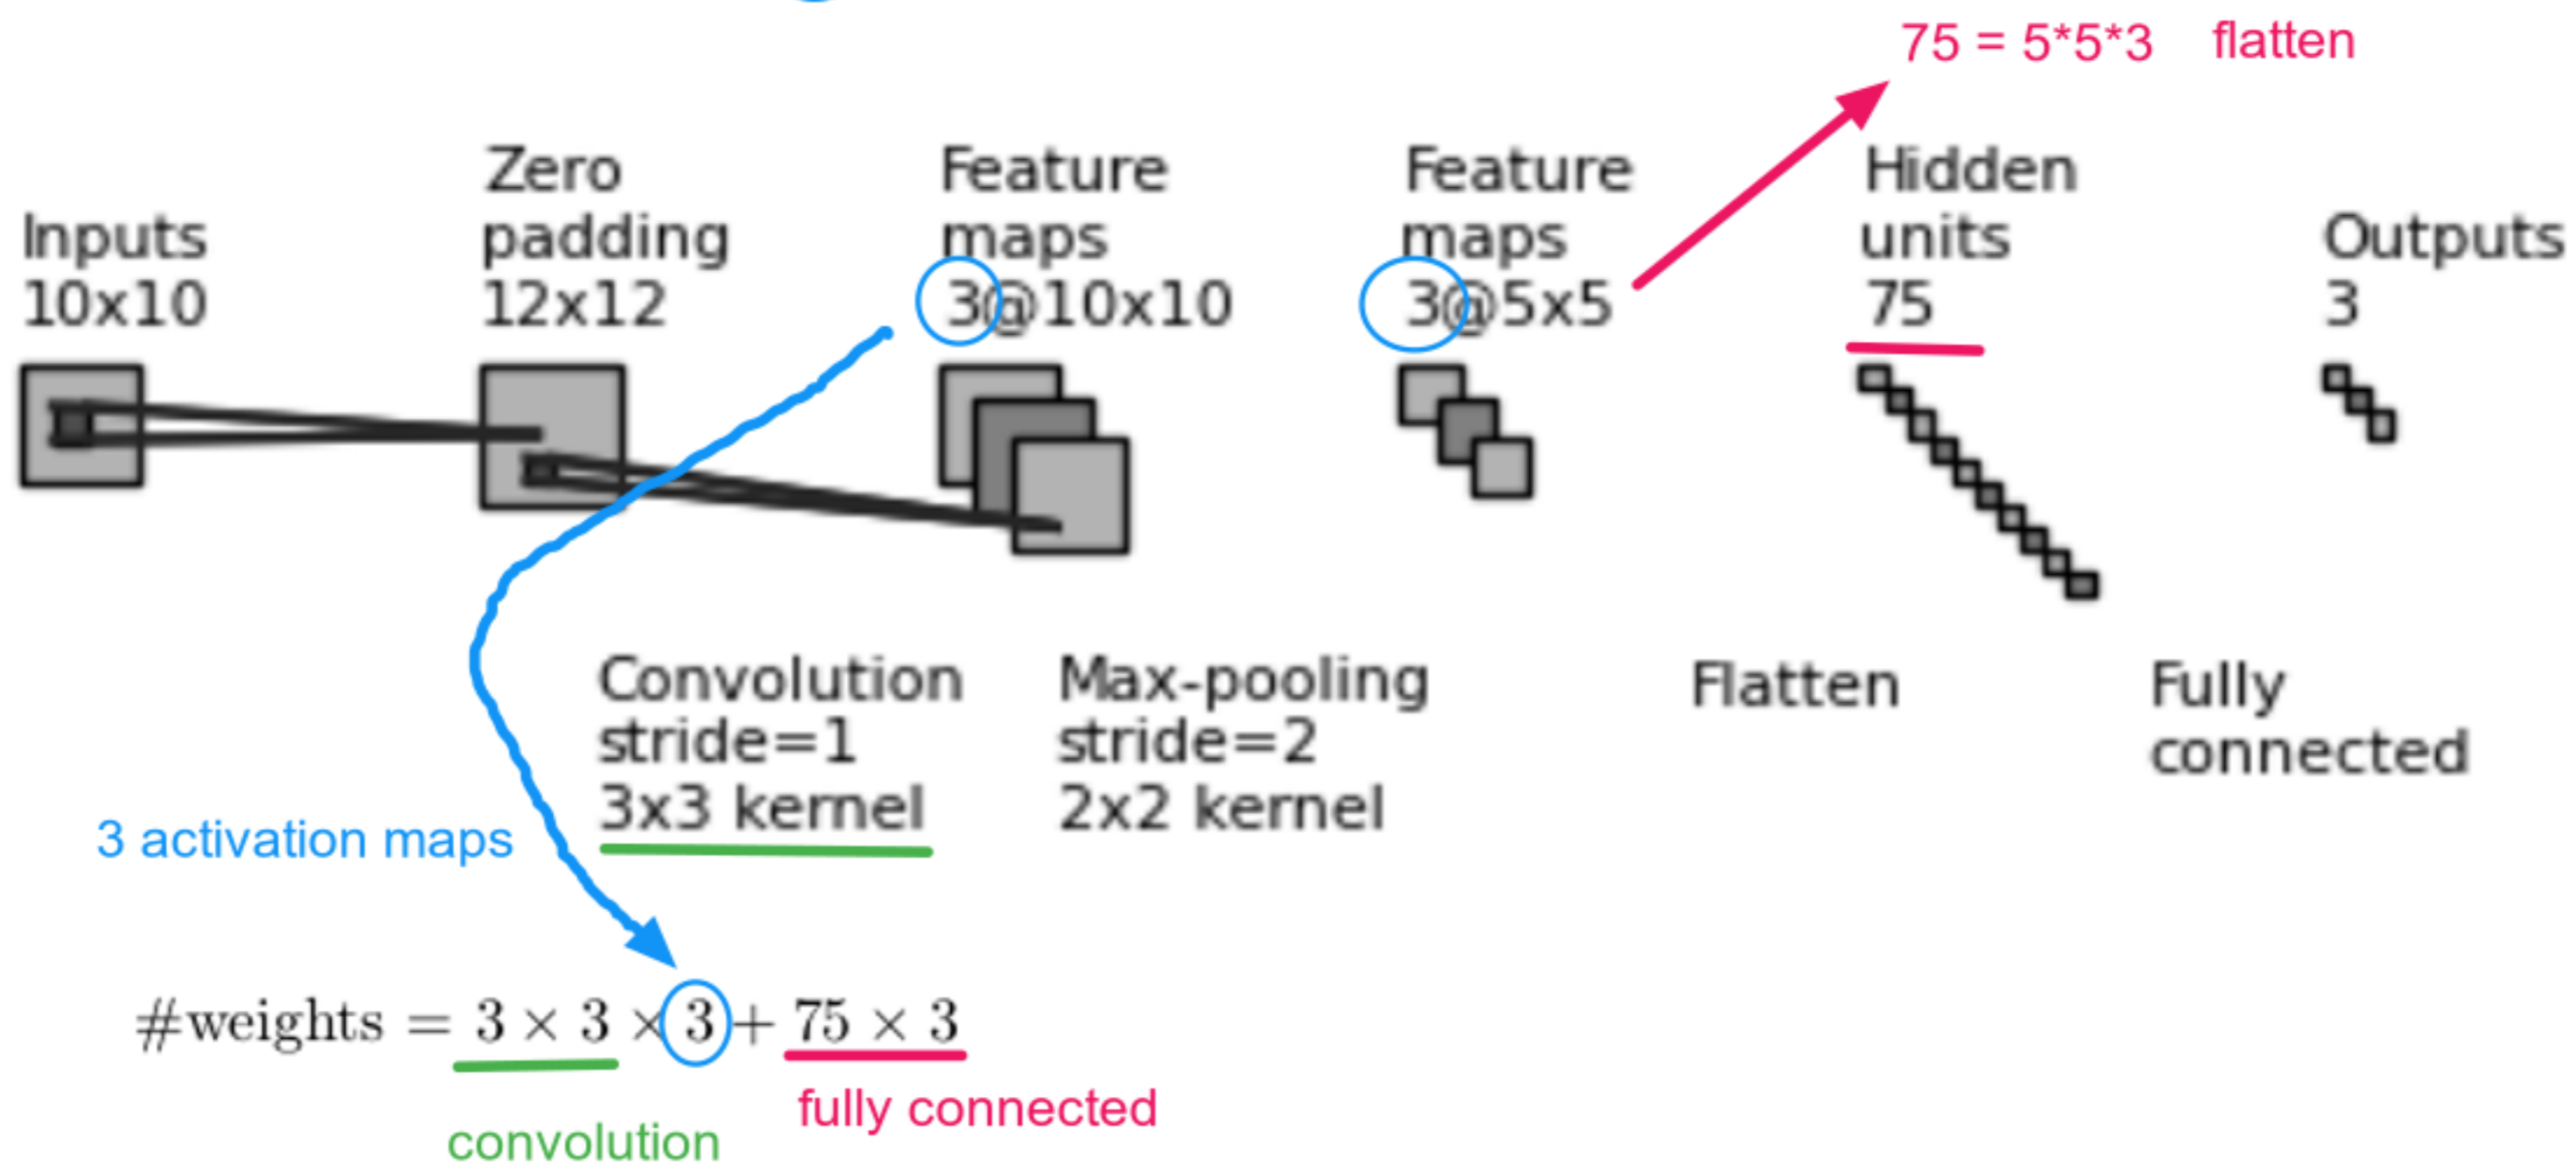 75 = 5*5*3 flatten
Inputs
10x10
Zero
padding
12x12
Feature
maps
3@10x10
Feature
maps
3@5x5
Hidden
units
75
Outputs
3
Convolution
stride=1
3x3 kernel
Max-pooling
stride=2
2x2 kernel
Flatten
Fully
connected
3 activation maps
#weights = 3 × 3 × 3 + 75 × 3
convolution
fully connected